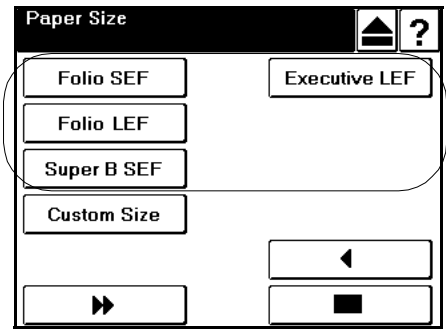 Paper Size
?
Folio SEF
Executive LEF
Folio LEF
Super B SEF
Custom Size